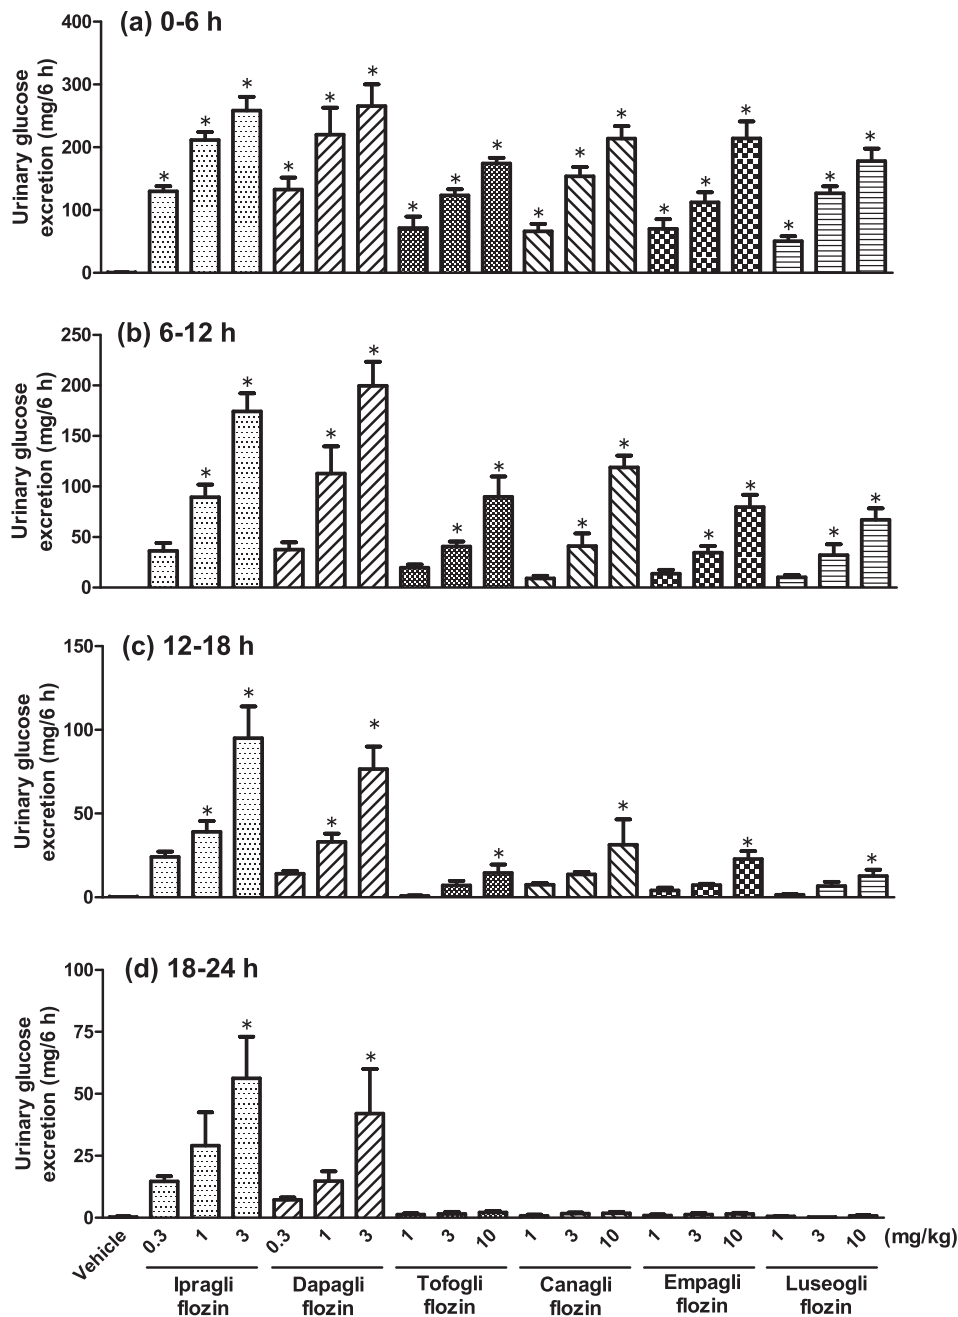 (a) 0-6 h
Urinary glucose
excretion (mg/6 h)
400
300
200
100
0
* * * * * * * * * * * * * * * * * *
(b) 6-12 h
Urinary glucose
excretion (mg/6 h)
250
200
150
100
50
0
* * * * * * * * * * * *
(c) 12-18 h
Urinary glucose
excretion (mg/6 h)
150
100
50
0
* * * * * * * *
(d) 18-24 h
Urinary glucose
excretion (mg/6 h)
100
75
50
25
0
* *
Vehicle 0.3 1 3 0.3 1 3 1 3 10 1 3 10 1 3 10 1 3 10 (mg/kg)
Ipragli Dapagli Tofogli Canagli Empagli Luseogli
flozin flozin flozin flozin flozin flozin